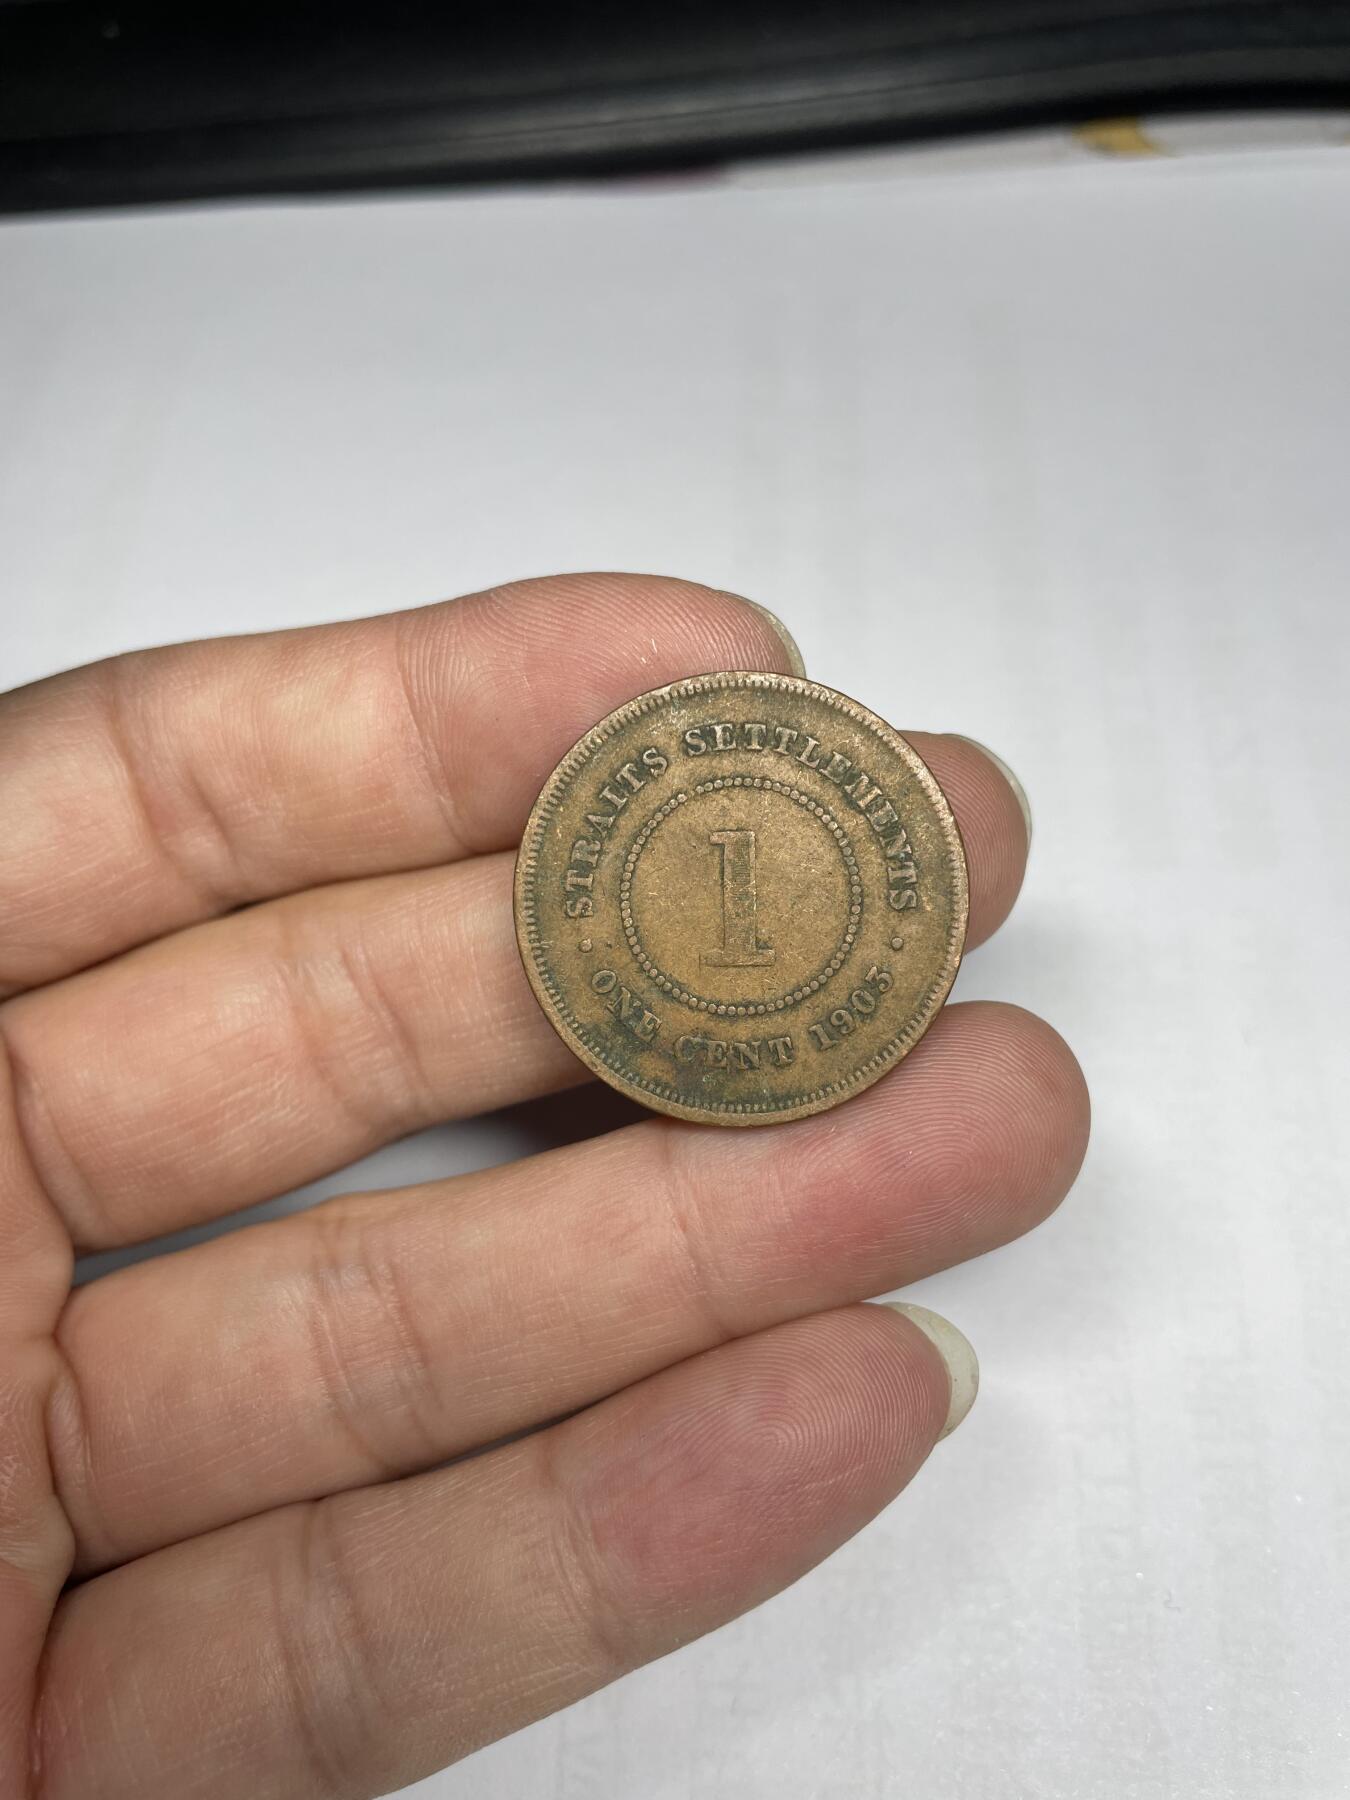 STRAITS SETTLEMENTS
1
ONE CENT 1903